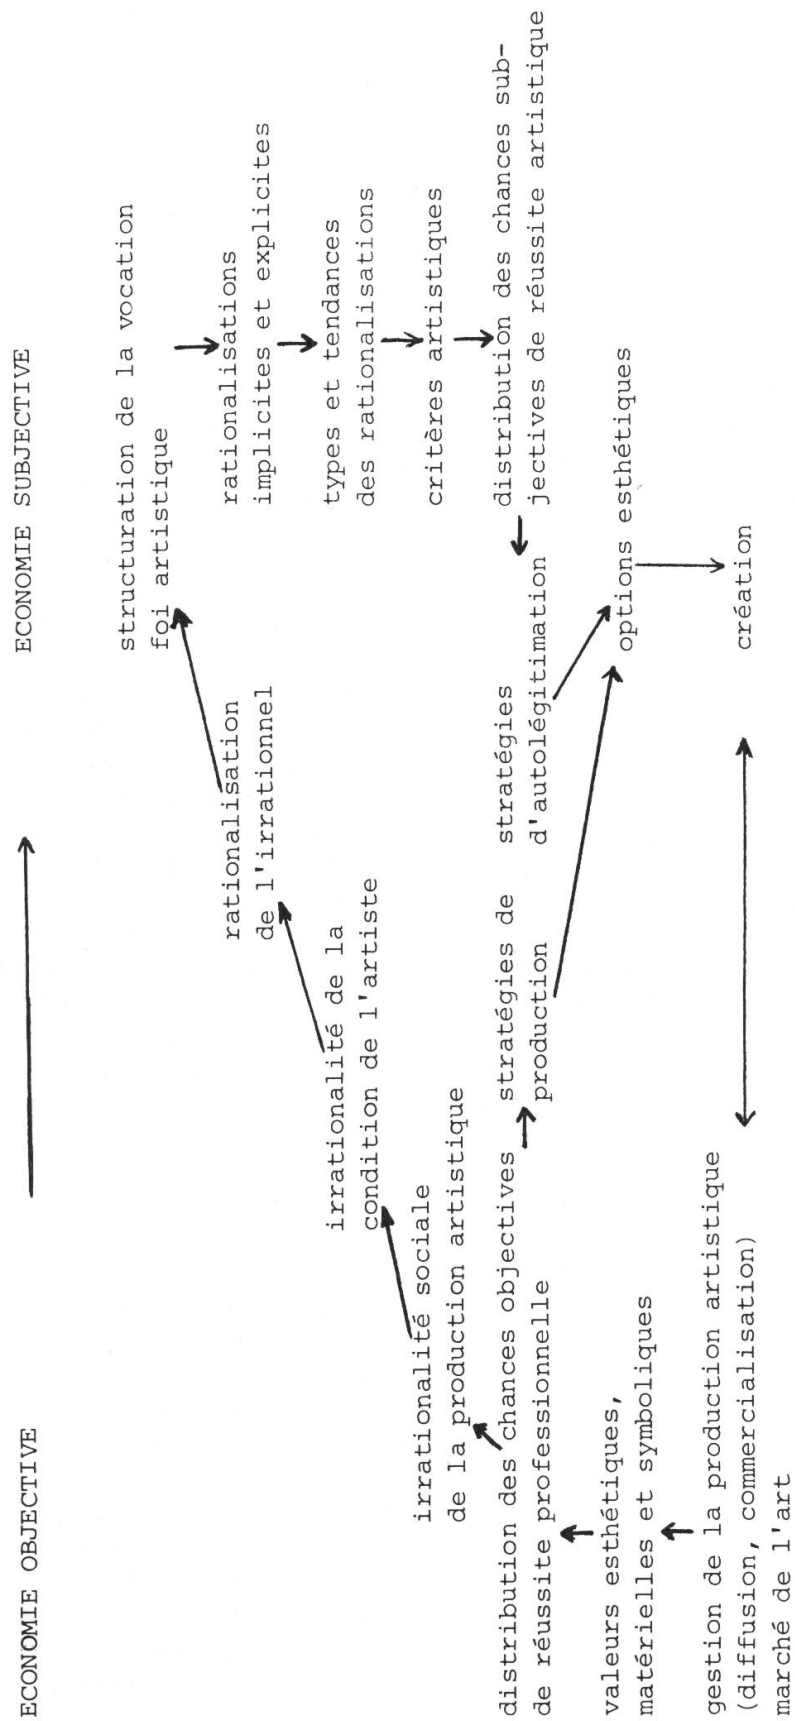 ECONOMIE OBJECTIVE
ECONOMIE SUBJECTIVE
structuration de la vocation
foi artistique
rationalisation
de l'irrationnel
rationalisations
implicites et explicites
irrationalité de la
condition de l'artiste
types et tendances
des rationalisations
irrationalité sociale
de la production artistique
critères artistiques
distribution des chances objectives
de réussite professionnelle
stratégies de
production
stratégies
d'autolégitimation
distribution des chances sub-
jectives de réussite artistique
valeurs esthétiques,
matérielles et symboliques
options esthétiques
gestion de la production artistique
(diffusion, commercialisation)
marché de l'art
création